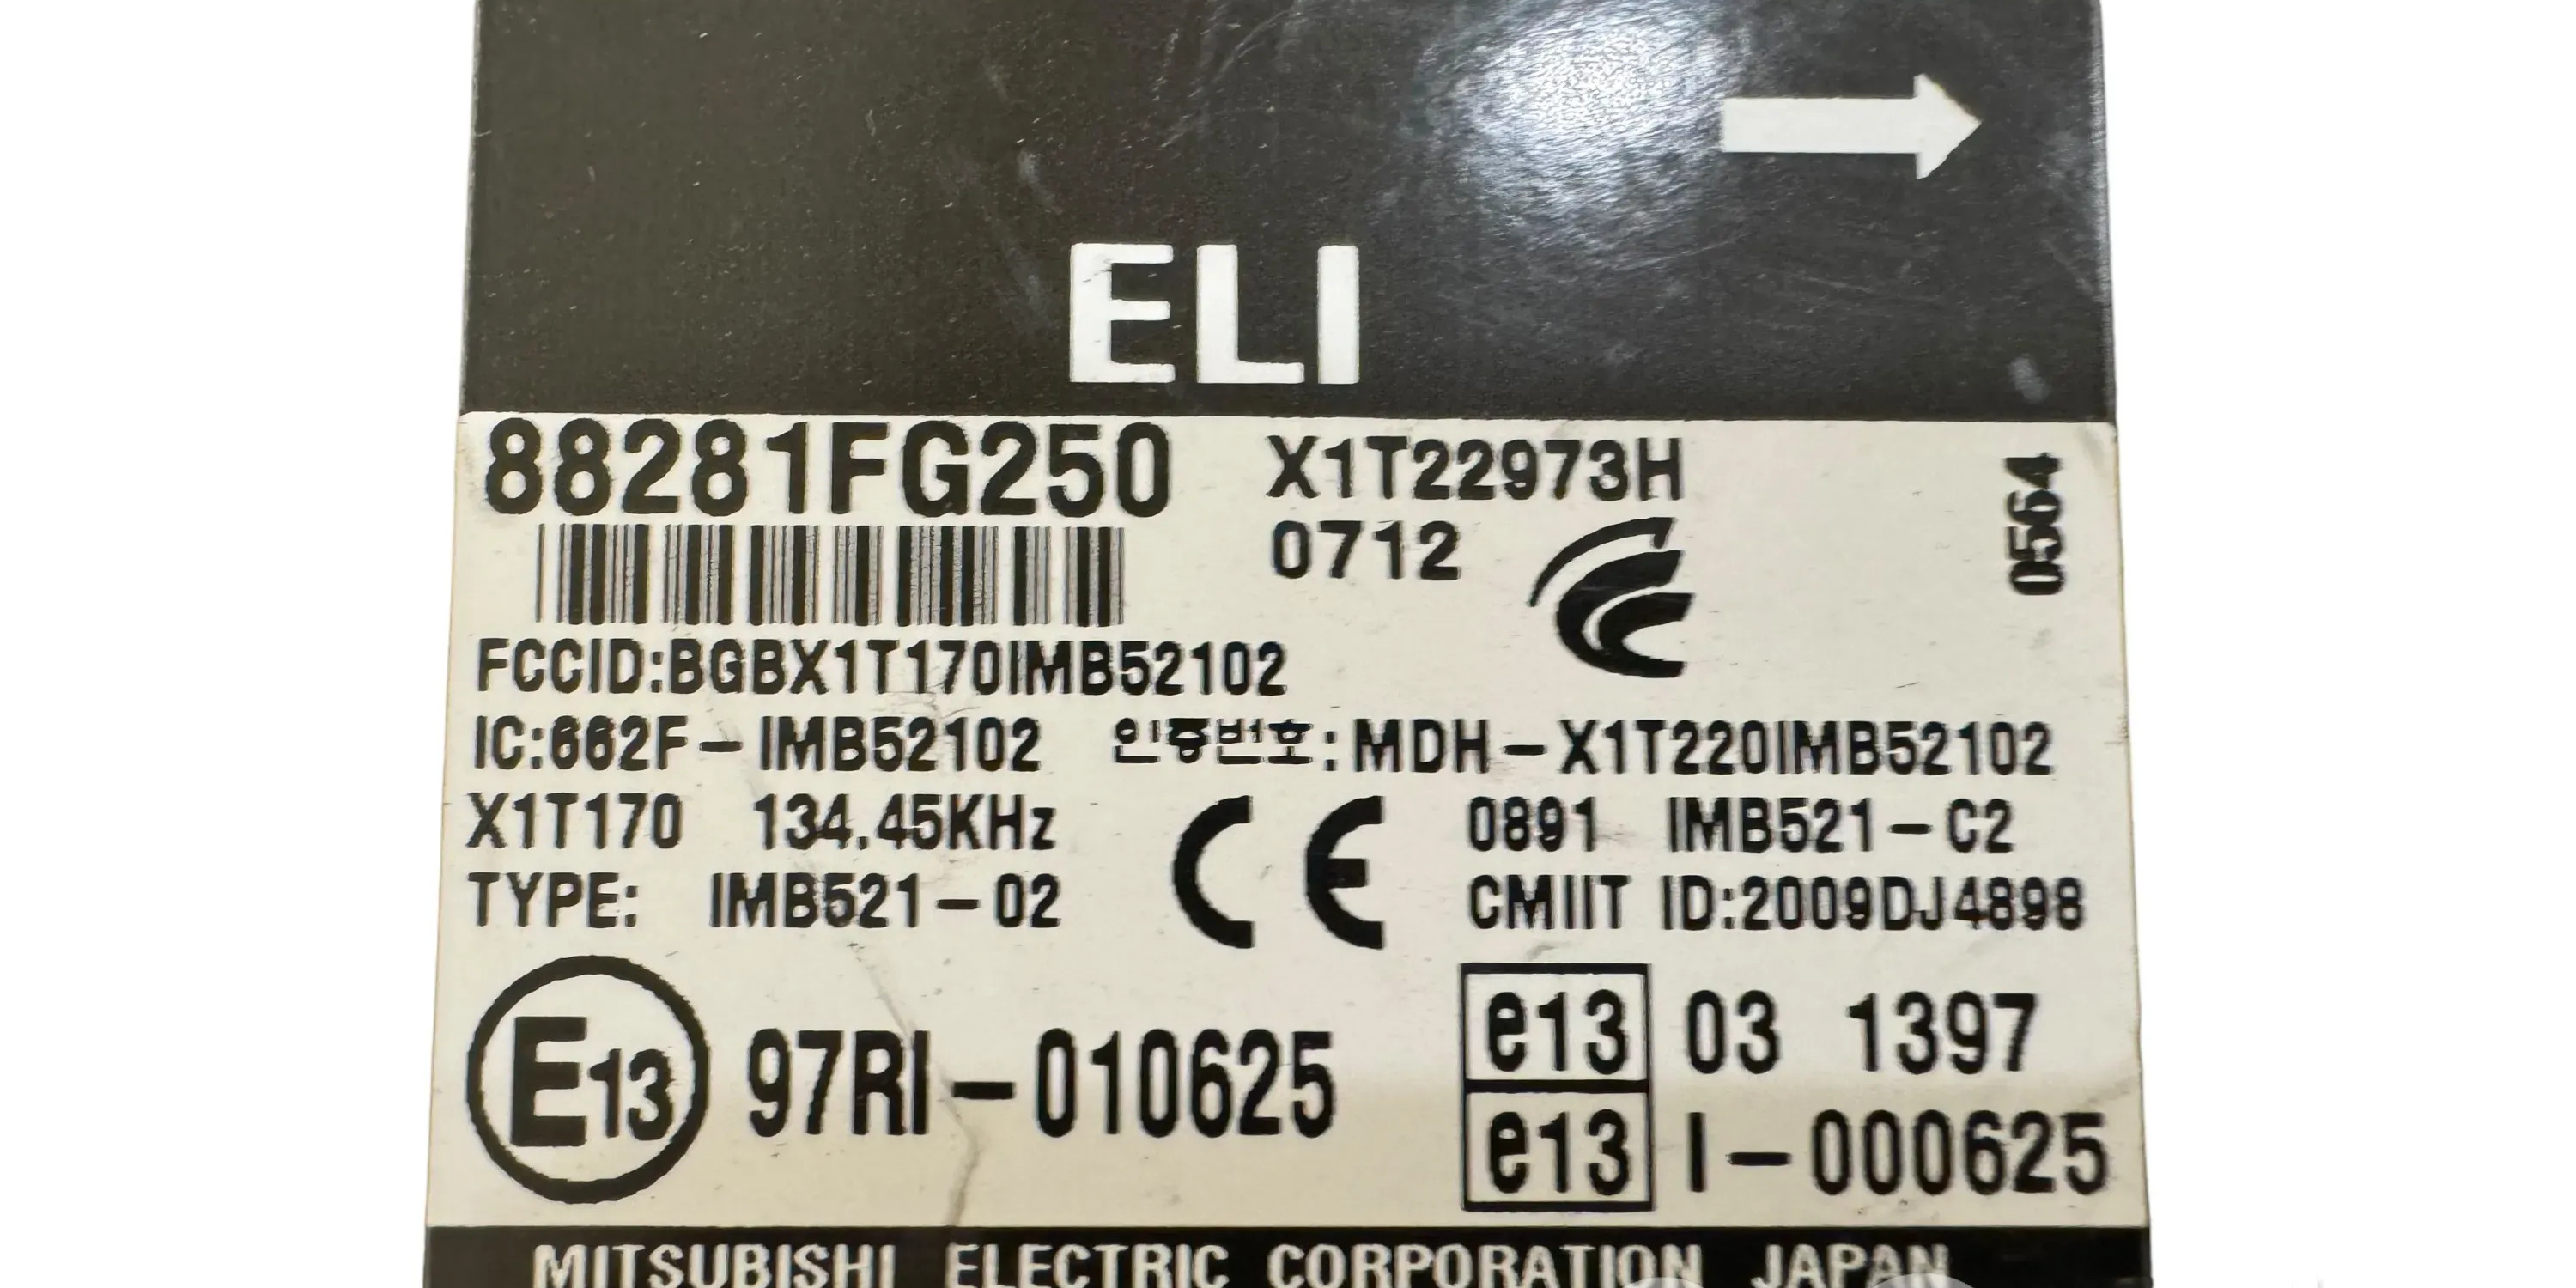 ELI
88281FG250 X1T22973H
0712
0564
FCCID:BGBX1T170IMB52102
IC:662F-IMB52102 인증번호:MDH-X1T220IMB52102
X1T170 134.45KHz CE 0891 IMB521-C2
TYPE: IMB521-02 CMIIT ID:2009DJ4898
E13 97RI-010625
e13 03 1397
e13 I-000625
MITSUBISHI ELECTRIC CORPORATION JAPAN